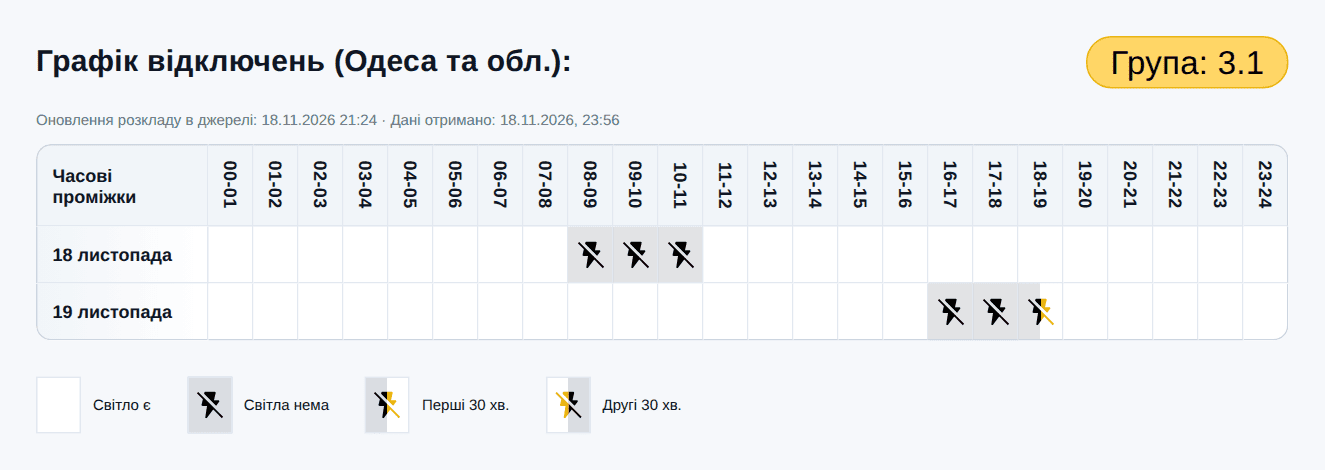 Графік відключень (Одеса та обл.):
Група: 3.1
Оновлення розкладу в джерелі: 18.11.2026 21:24 · Дані отримано: 18.11.2026, 23:56
Часові
проміжки
00-01
01-02
02-03
03-04
04-05
05-06
06-07
07-08
08-09
09-10
10-11
11-12
12-13
13-14
14-15
15-16
16-17
17-18
18-19
19-20
20-21
21-22
22-23
23-24
18 листопада
19 листопада
Світло є
Світла нема
Перші 30 хв.
Другі 30 хв.